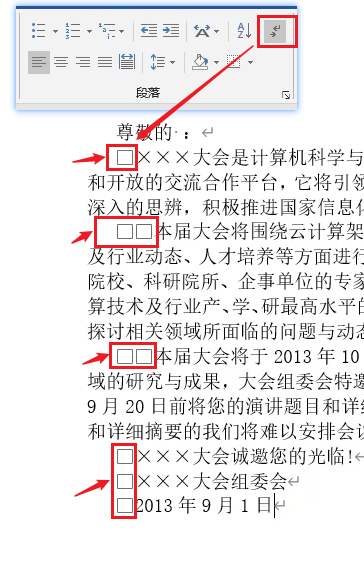 A
Z
段落
尊敬的·：↵
□×××大会是计算机科学与
和开放的交流合作平台，它将引领
深入的思辨，积极推进国家信息化
□□本届大会将围绕云计算架
及行业动态、人才培养等方面进行
院校、科研院所、企事业单位的专家
算技术及行业产、学、研最高水平的
探讨相关领域所面临的问题与动态
□□本届大会将于 2013 年 10
域的研究与成果，大会组委会特邀
9 月 20 日前将您的演讲题目和详细
和详细摘要的我们将难以安排会议
□×××大会诚邀您的光临!↵
□×××大会组委会
□2013 年 9 月 1 日↵